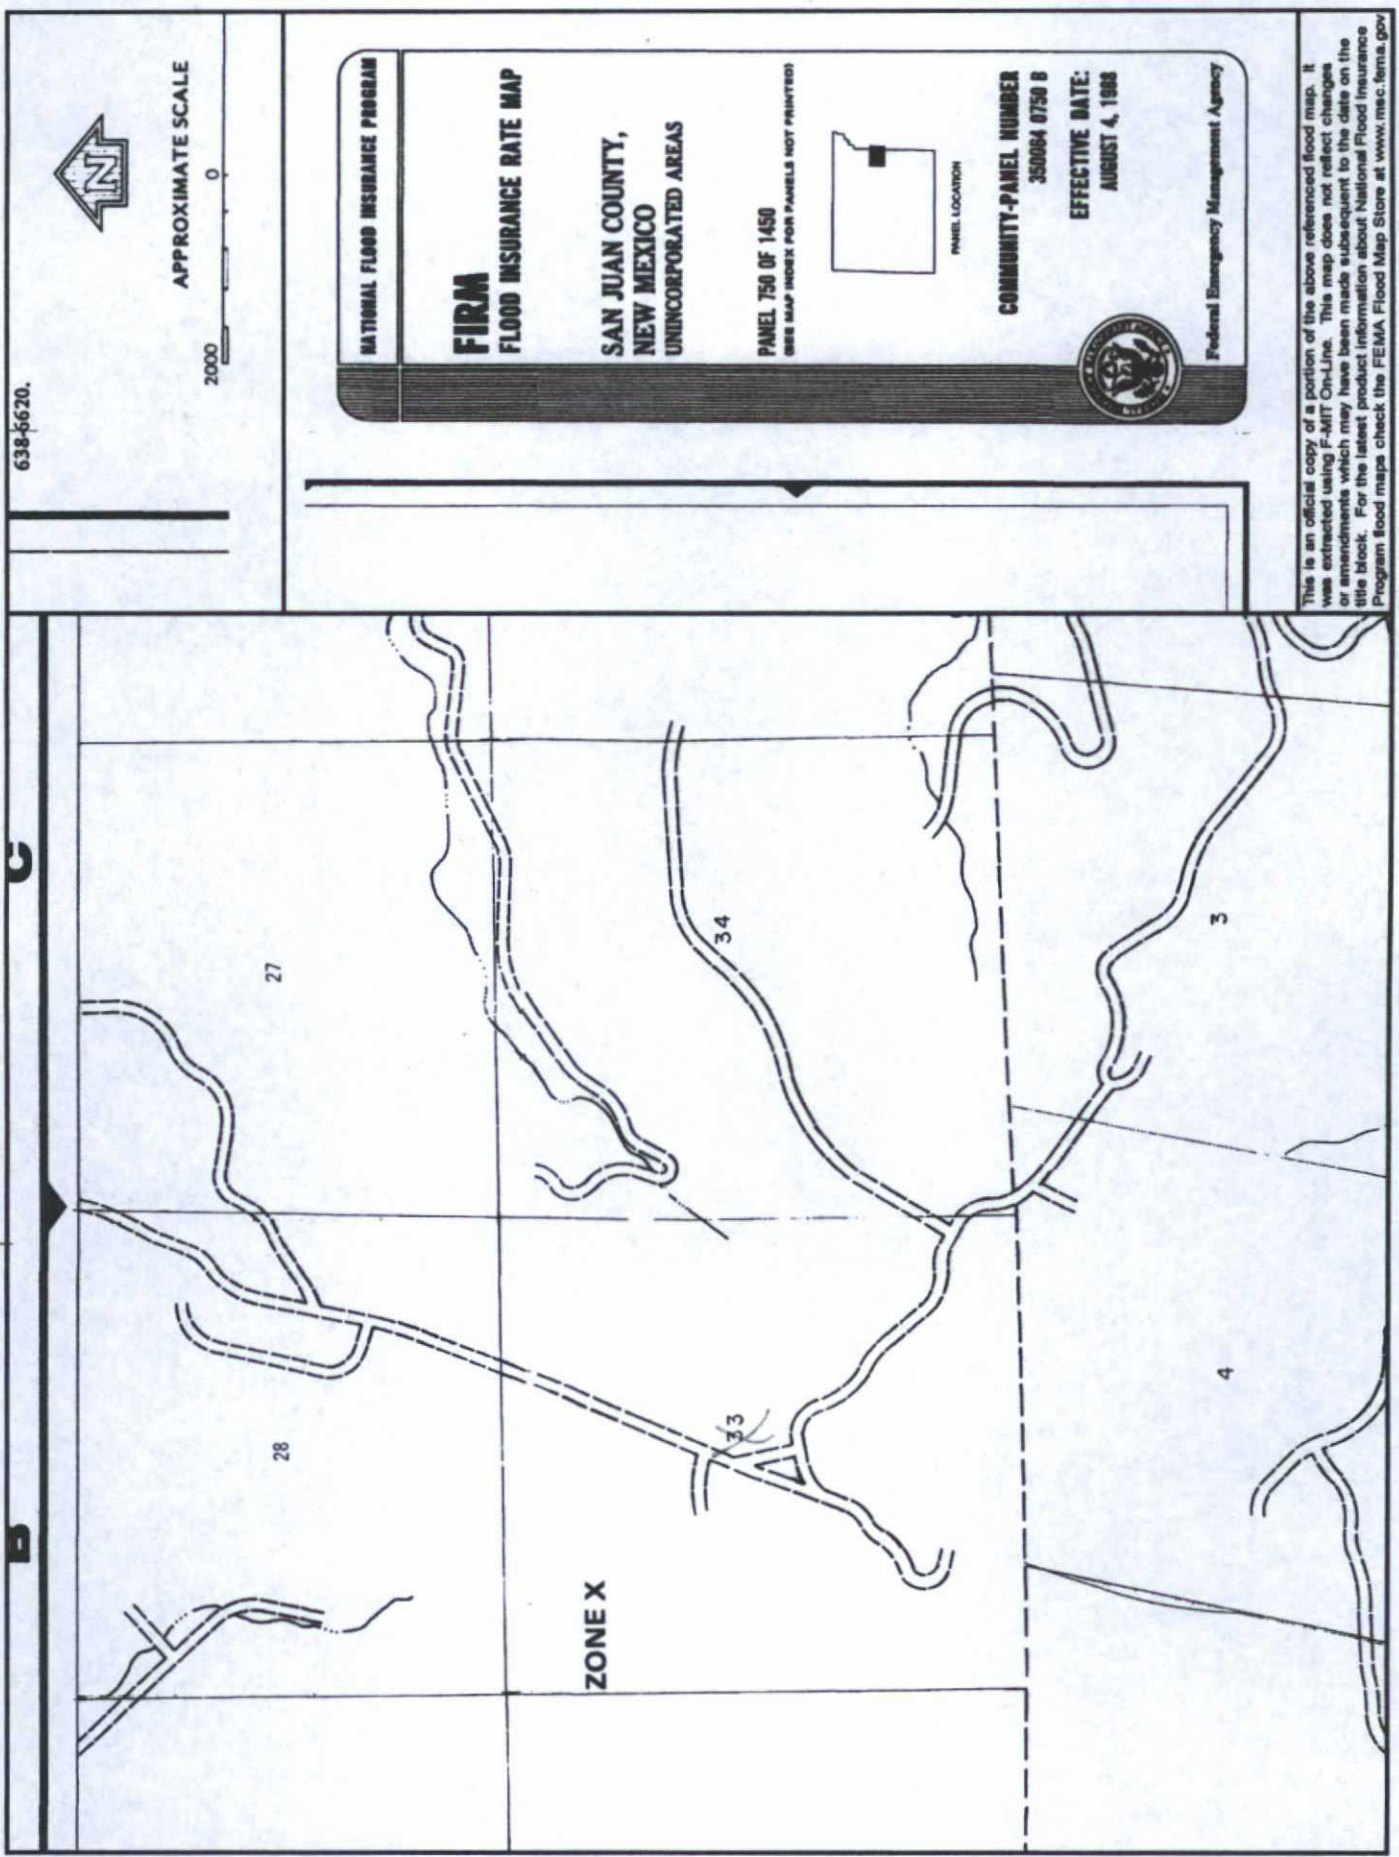 638-6620.
APPROXIMATE SCALE
2000 0
N
NATIONAL FLOOD INSURANCE PROGRAM
FIRM
FLOOD INSURANCE RATE MAP
SAN JUAN COUNTY,
NEW MEXICO
UNINCORPORATED AREAS
PANEL 750 OF 1450
(SEE MAP INDEX FOR PANELS NOT PRINTED)
PANEL LOCATION
COMMUNITY-PANEL NUMBER
350064 0750 B
EFFECTIVE DATE:
AUGUST 4, 1988
Federal Emergency Management Agency
This is an official copy of a portion of the above referenced flood map. It
was extracted using F-MIT On-Line. This map does not reflect changes
or amendments which may have been made subsequent to the date on the
title block. For the latest product information about National Flood Insurance
Program flood maps check the FEMA Flood Map Store at www.msc.fema.gov
B
C
28
27
33
34
ZONE X
4
3